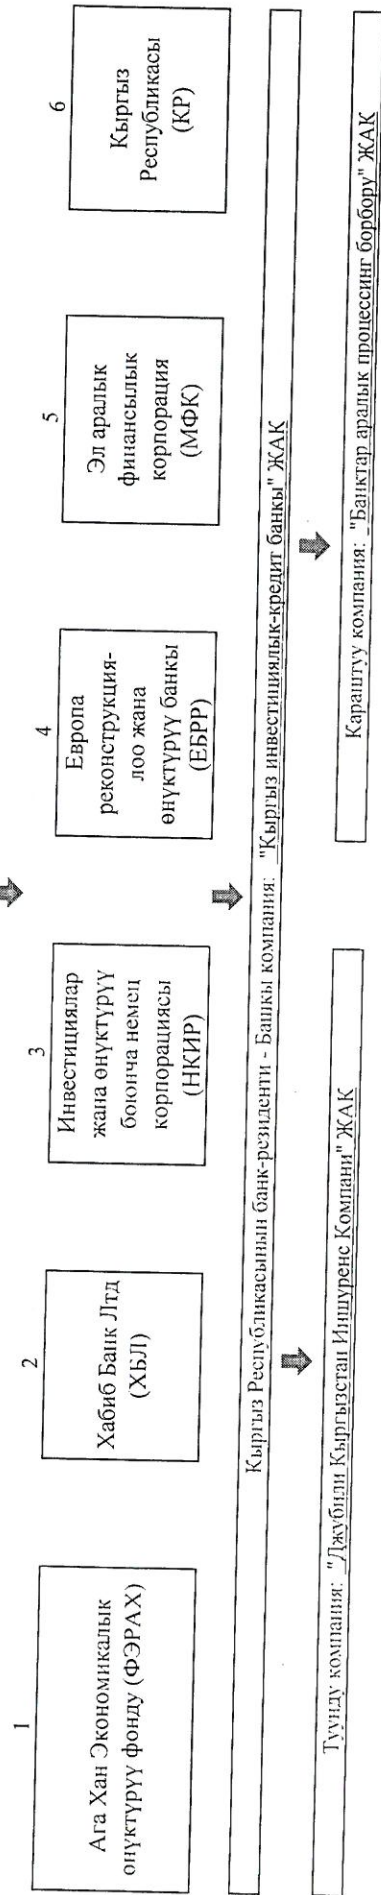 1
Ага Хан Экономикалык
өнүктүрүү фонду (ФЭРАХ)
2
Хабиб Банк Лтд
(ХБЛ)
3
Инвестициялар
жана өнүктүрүү
боюнча немец
корпорациясы
(НКИР)
4
Европа
реконструкция-
лоо жана
өнүктүрүү банкы
(ЕБРР)
5
Эл аралык
финансылык
корпорация
(МФК)
6
Кыргыз
Республикасы
(КР)
Кыргыз Республикасынын банк-резиденти - Башкы компания: "Кыргыз инвестициялык-кредит банкы" ЖАК
Туунду компания: "Джубили Кыргызстан Иншуренс Компани" ЖАК
Караштуу компания: "Банктар аралык процессинг борбору" ЖАК